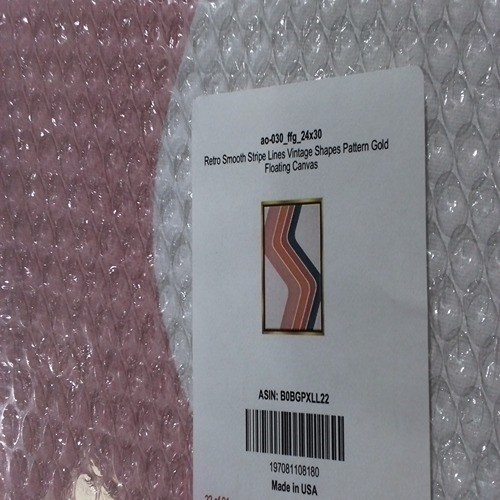 ao-030_ffg_24x30
Retro Smooth Stripe Lines Vintage Shapes Pattern Gold
Floating Canvas
ASIN: B0BGPXLL22
197081108180
Made in USA